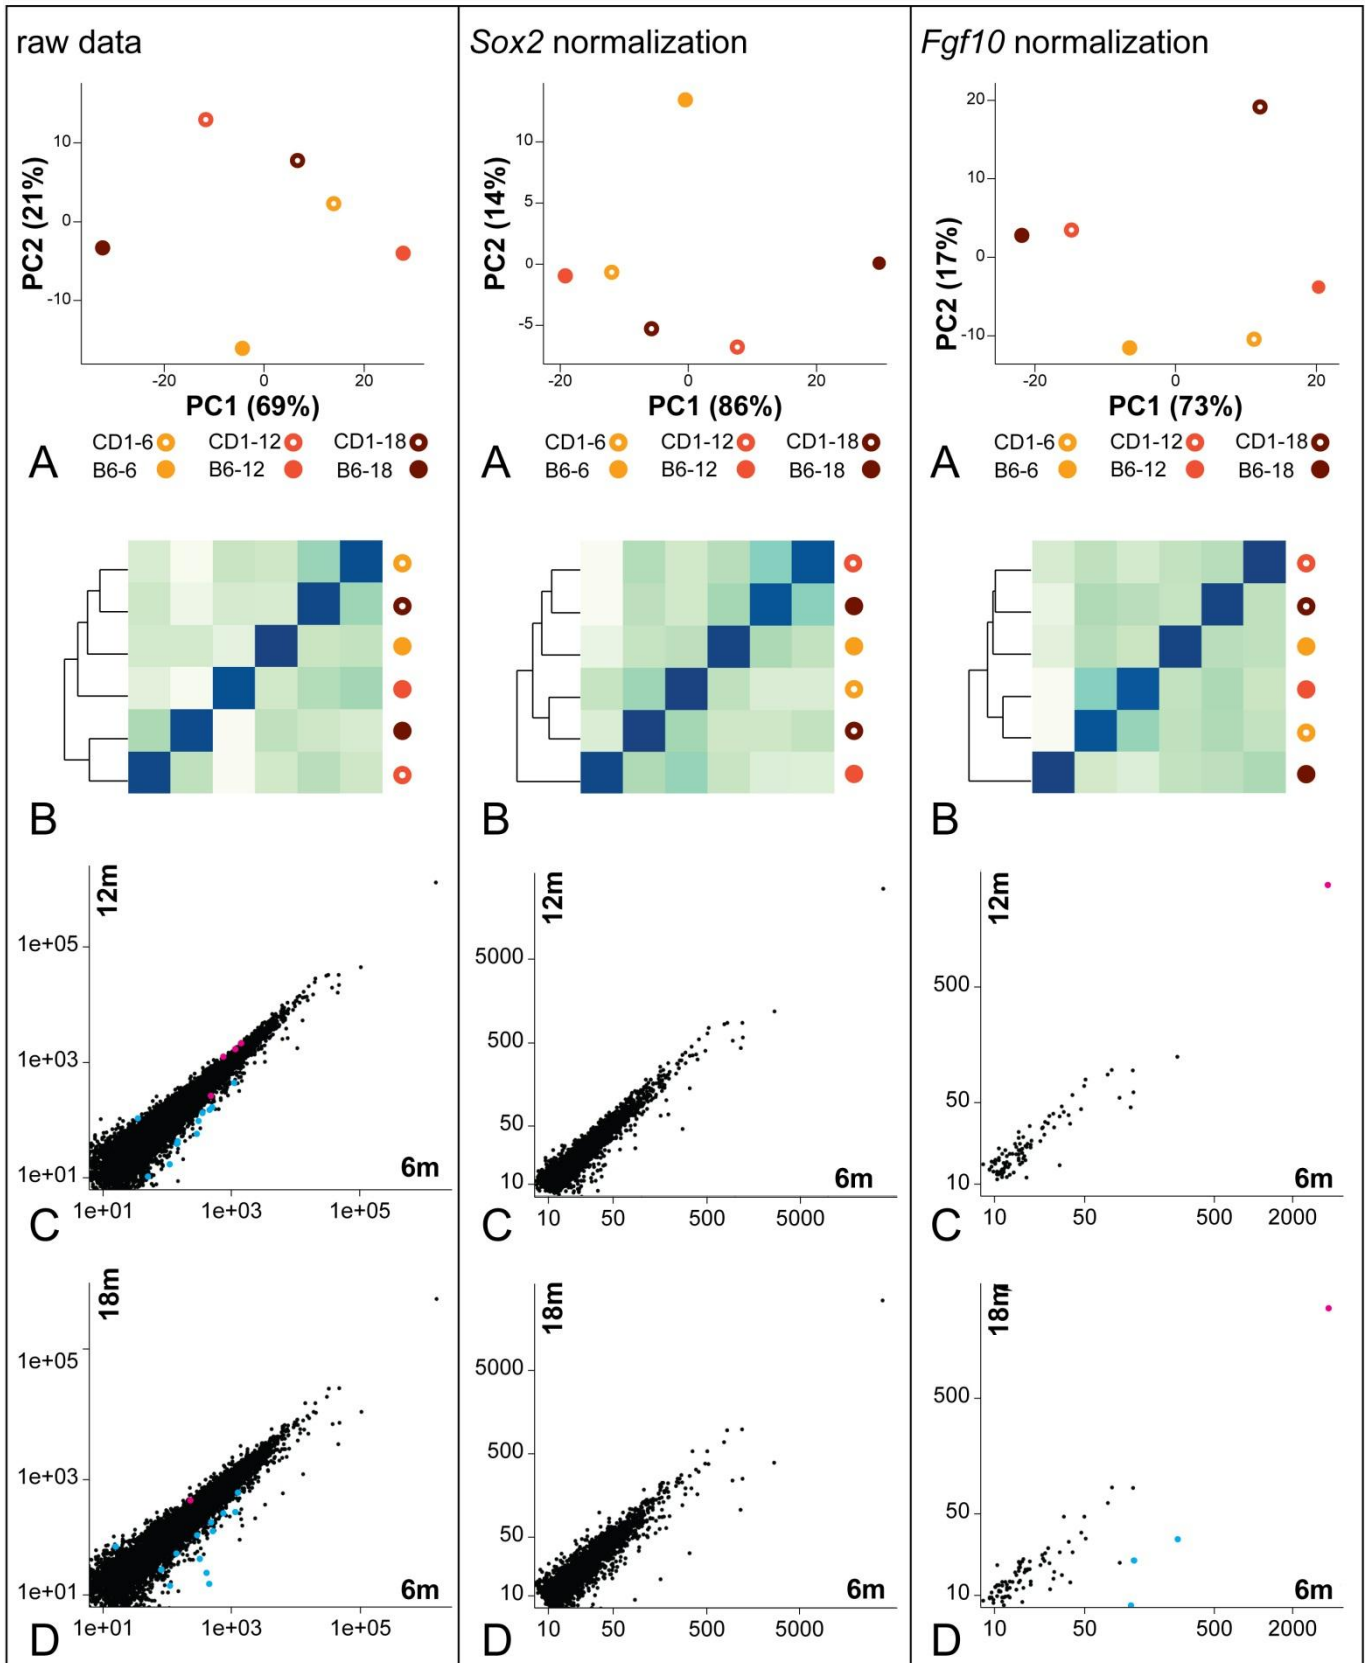 raw data
PC2 (21%)
10
0
-10
-20 0 20
PC1 (69%)
CD1-6 CD1-12 CD1-18
B6-6 B6-12 B6-18
A
B
12m
1e+05
1e+03
1e+01
6m
1e+01 1e+03 1e+05
C
18m
1e+05
1e+03
1e+01
6m
1e+01 1e+03 1e+05
D
Sox2 normalization
PC2 (14%)
10
5
0
-5
-20 0 20
PC1 (86%)
CD1-6 CD1-12 CD1-18
B6-6 B6-12 B6-18
A
B
12m
5000
500
50
10
6m
10 50 500 5000
C
18m
5000
500
50
10
6m
10 50 500 5000
D
Fgf10 normalization
PC2 (17%)
20
10
0
-10
-20 0 20
PC1 (73%)
CD1-6 CD1-12 CD1-18
B6-6 B6-12 B6-18
A
B
12m
500
50
10
6m
10 50 500 2000
C
18m
500
50
10
6m
10 50 500 2000
D